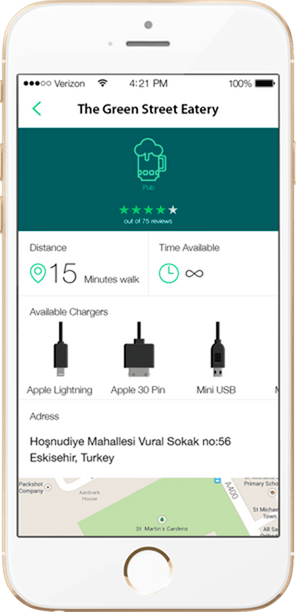 ●●●○○ Verizon 4:21 PM 100%
The Green Street Eatery
Pub
out of 75 reviews
Distance
15 Minutes walk
Time Available
∞
Available Chargers
Apple Lightning
Apple 30 Pin
Mini USB
M
Adress
Hoşnudiye Mahallesi Vural Sokak no:56
Eskisehir, Turkey
Packshot
Company
Aardvark
House
St. Martin's Gardens
A400
Primary School
St Michael's
Town
All Sa